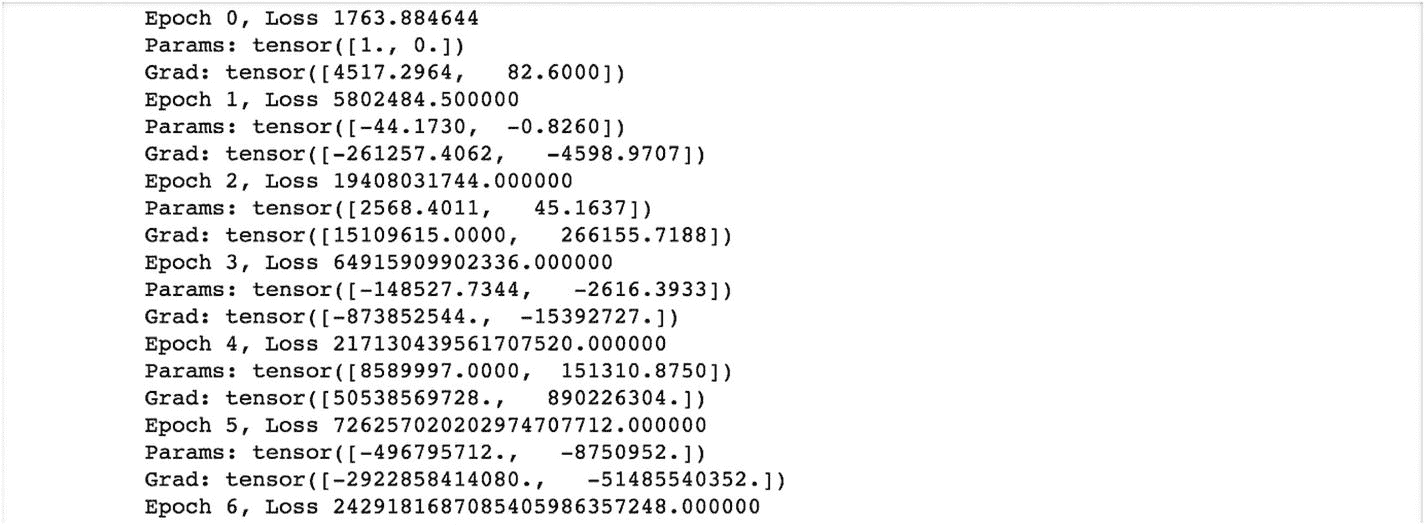 Epoch 0, Loss 1763.884644
Params: tensor([1., 0.])
Grad: tensor([4517.2964, 82.6000])
Epoch 1, Loss 5802484.500000
Params: tensor([-44.1730, -0.8260])
Grad: tensor([-261257.4062, -4598.9707])
Epoch 2, Loss 19408031744.000000
Params: tensor([2568.4011, 45.1637])
Grad: tensor([15109615.0000, 266155.7188])
Epoch 3, Loss 64915909902336.000000
Params: tensor([-148527.7344, -2616.3933])
Grad: tensor([-873852544., -15392727.])
Epoch 4, Loss 217130439561707520.000000
Params: tensor([8589997.0000, 151310.8750])
Grad: tensor([50538569728., 890226304.])
Epoch 5, Loss 726257020202974707712.000000
Params: tensor([-496795712., -8750952.])
Grad: tensor([-2922858414080., -51485540352.])
Epoch 6, Loss 2429181687085405986357248.000000